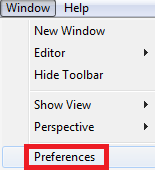 Window Help
New Window
Editor
Hide Toolbar
Show View
Perspective
Preferences